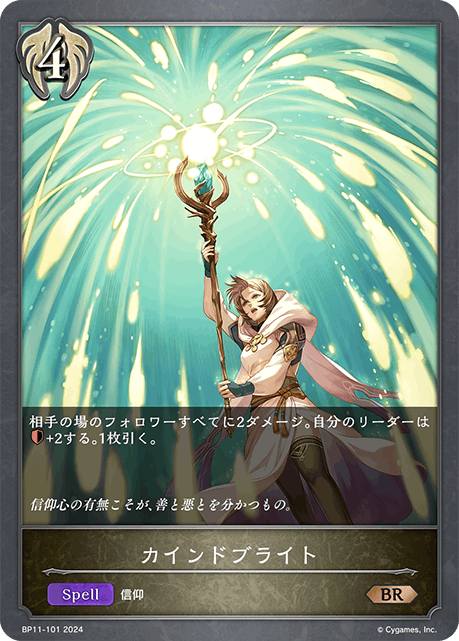 4
相手の場のフォロワーすべてに2ダメージ。自分のリーダーは
+2する。1枚引く。
信仰心の有無こそが、善と悪とを分かつもの。
カインドブライト
Spell 信仰 BR
BP11-101 2024 © Cygames, Inc.